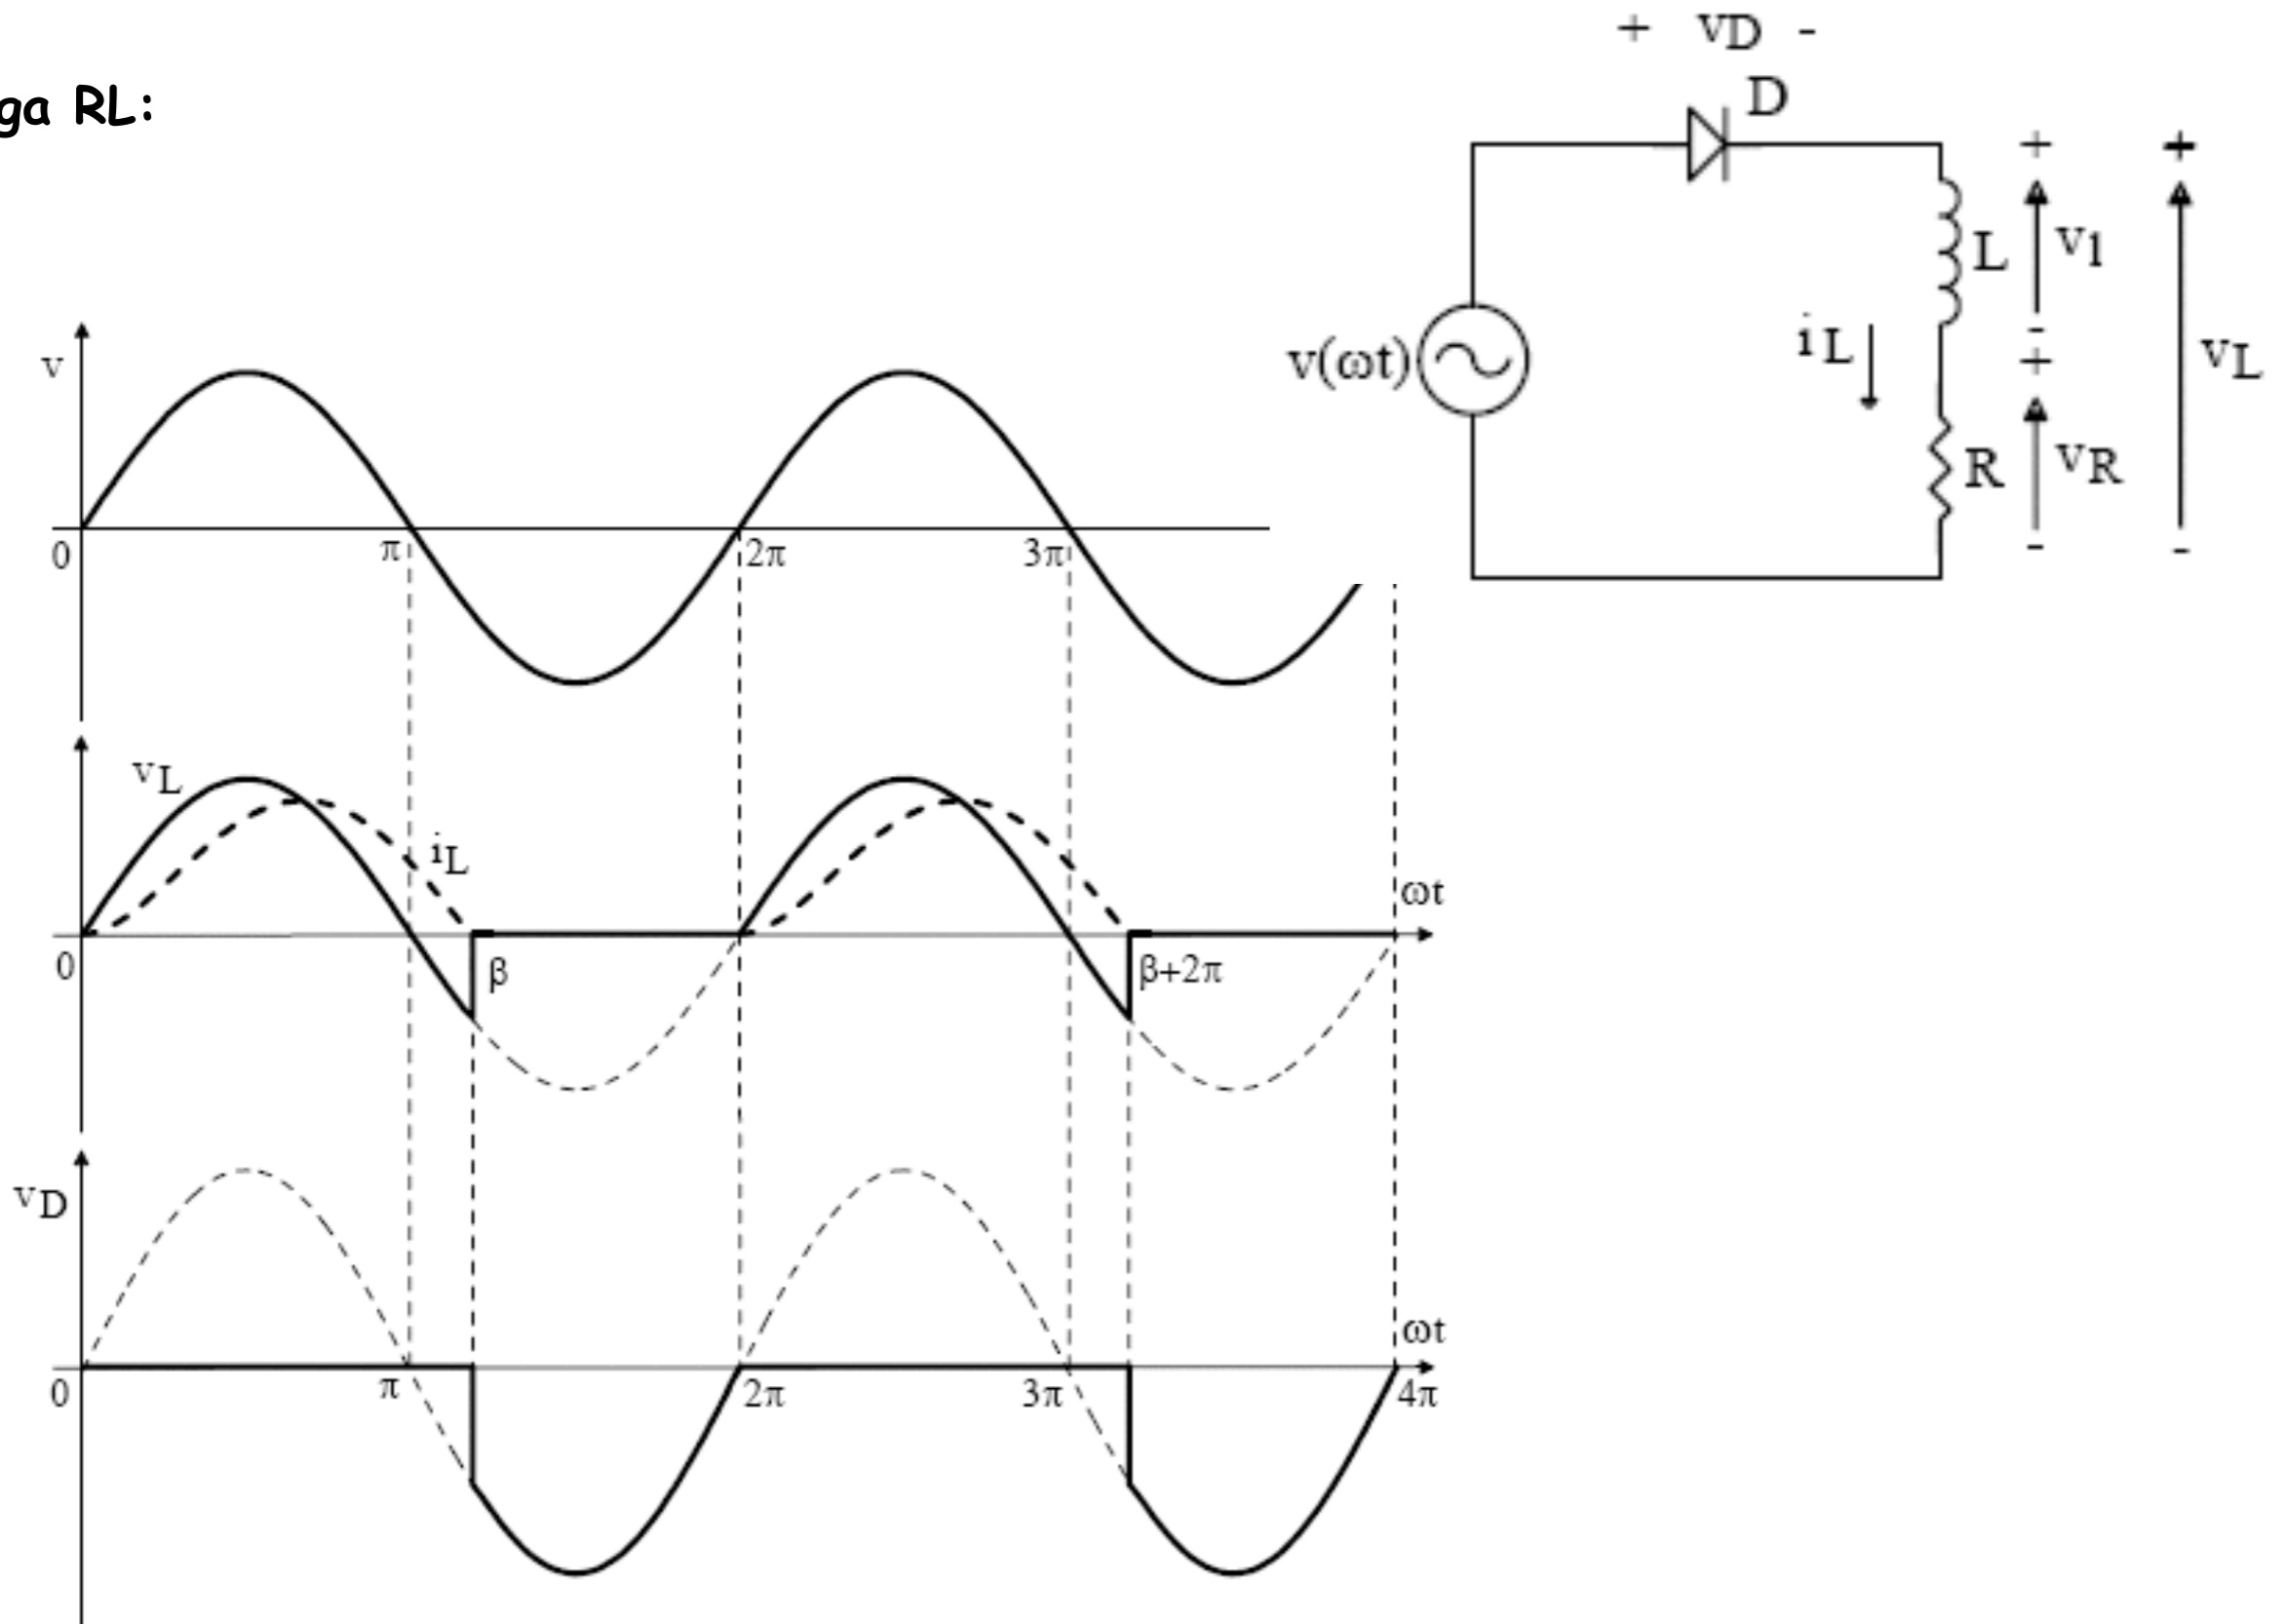 + vD -
D
ga RL:
+ +
L v1
-
v
v(ωt) iL + vL
R vR
0 π 2π 3π - -
vL
iL
ωt
0 β β+2π
vD
ωt
0 π 2π 3π 4π